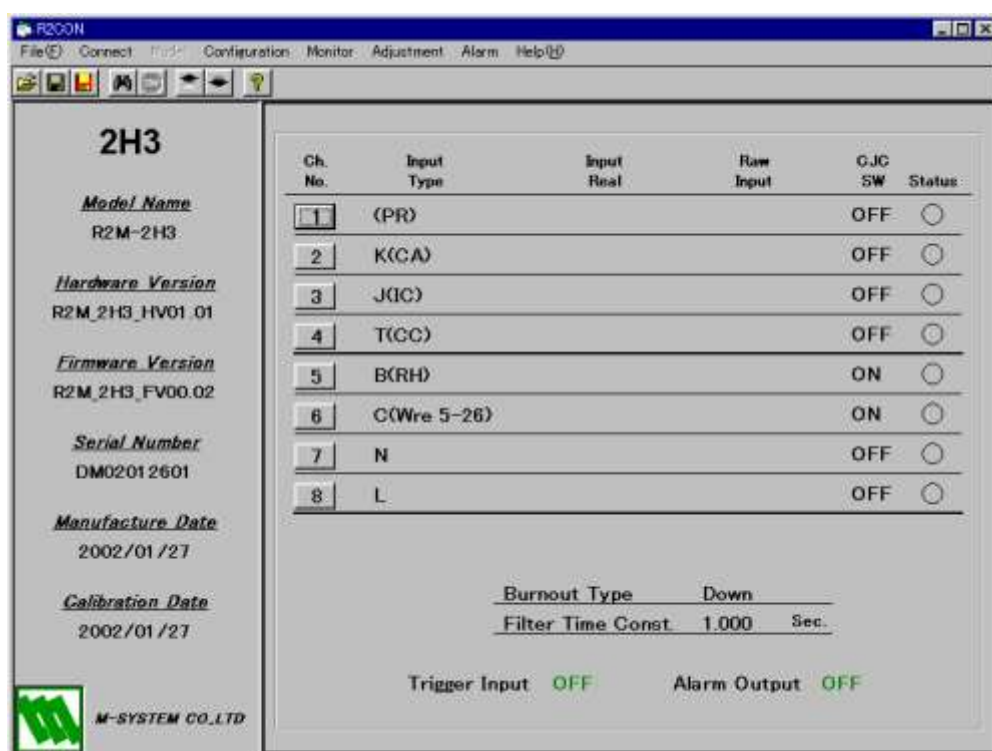 R2CON
File(F) Connect Model Configuration Monitor Adjustment Alarm Help(H)
2H3
Model Name
R2M-2H3
Hardware Version
R2M_2H3_HV01.01
Firmware Version
R2M_2H3_FV00.02
Serial Number
DM02012601
Manufacture Date
2002/01/27
Calibration Date
2002/01/27
M-SYSTEM CO.,LTD
Ch. No. Input Type Input Real Raw Input CJC SW Status
1 (PR) OFF
2 K(CA) OFF
3 J(IC) OFF
4 T(CC) OFF
5 B(RH) ON
6 C(Wre 5-26) ON
7 N OFF
8 L OFF
Burnout Type Down
Filter Time Const. 1.000 Sec.
Trigger Input OFF Alarm Output OFF